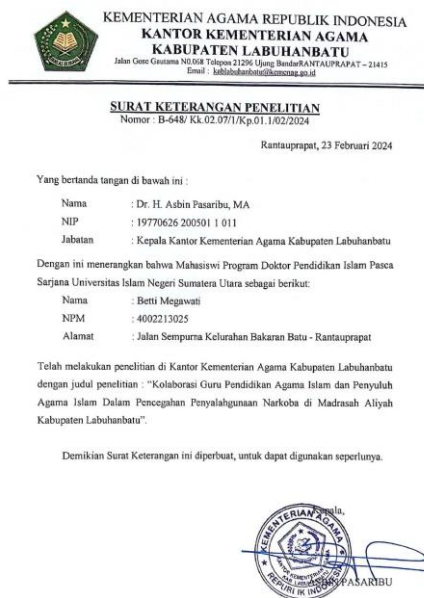 KEMENTERIAN AGAMA REPUBLIK INDONESIA
KANTOR KEMENTERIAN AGAMA
KABUPATEN LABUHANBATU
Jalan Gose Gautama N0.068 Telepon 21296 Ujung BandarRANTAUPRAPAT – 21415
Email : kablabuhanbatu@kemenag.go.id
SURAT KETERANGAN PENELITIAN
Nomor : B-648/ Kk.02.07/1/Kp.01.1/02/2024
Rantauprapat, 23 Februari 2024
Yang bertanda tangan di bawah ini :
Nama : Dr. H. Asbin Pasaribu, MA
NIP : 19770626 200501 1 011
Jabatan : Kepala Kantor Kementerian Agama Kabupaten Labuhanbatu
Dengan ini menerangkan bahwa Mahasiswi Program Doktor Pendidikan Islam Pasca
Sarjana Universitas Islam Negeri Sumatera Utara sebagai berikut:
Nama : Betti Megawati
NPM : 4002213025
Alamat : Jalan Sempurna Kelurahan Bakaran Batu - Rantauprapat
Telah melakukan penelitian di Kantor Kementerian Agama Kabupaten Labuhanbatu
dengan judul penelitian : “Kolaborasi Guru Pendidikan Agama Islam dan Penyuluh
Agama Islam Dalam Pencegahan Penyalahgunaan Narkoba di Madrasah Aliyah
Kabupaten Labuhanbatu”.
Demikian Surat Keterangan ini diperbuat, untuk dapat digunakan seperlunya.
Kepala,
KEMENTERIAN AGAMA
KANTOR KEMENTERIAN AGAMA
ASBIN PASARIBU